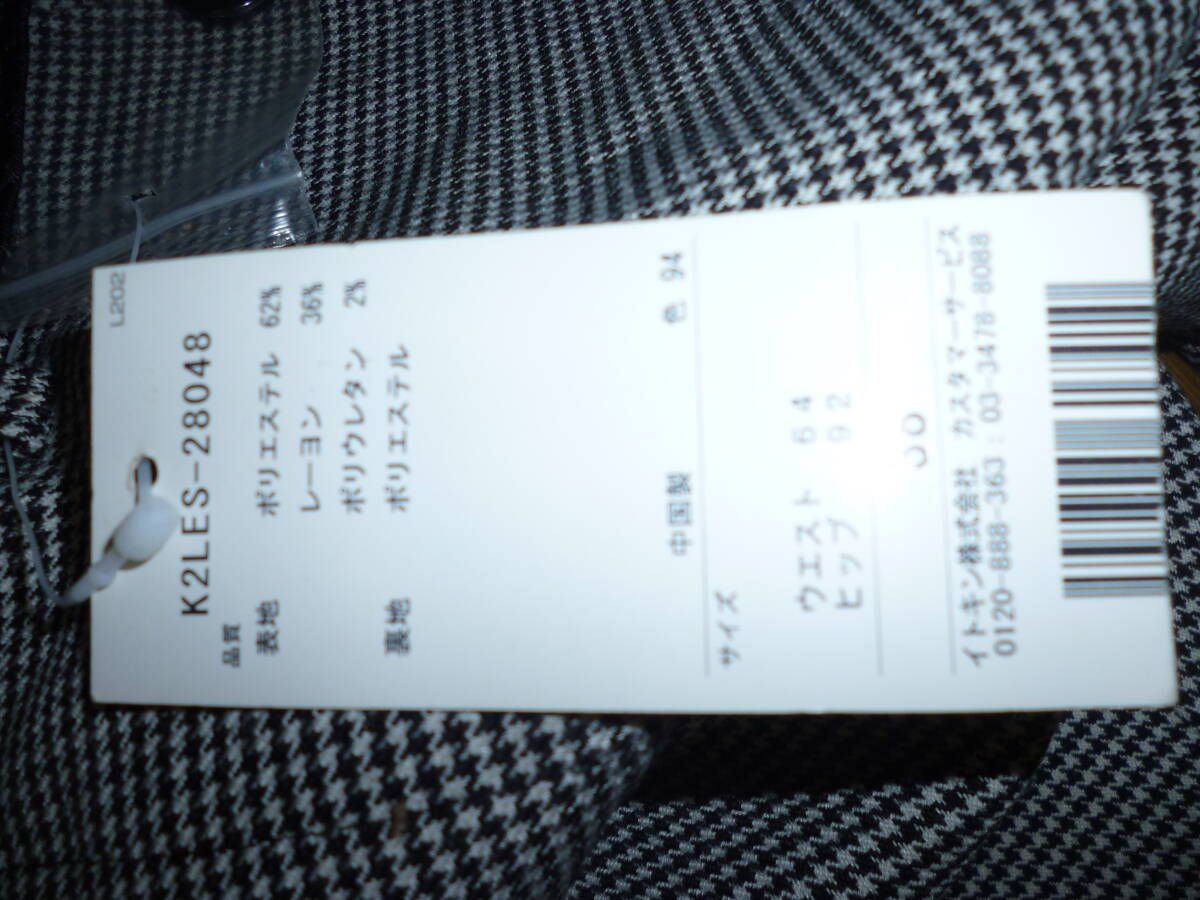 L202
K2LES-28048
品質
表地 ポリエステル 62%
レーヨン 36%
ポリウレタン 2%
裏地 ポリエステル
中国製 色 94
サイズ
ウエスト 64
ヒップ 92
イトキン株式会社 カスタマーサービス
0120-888-363 : 03-3478-8088